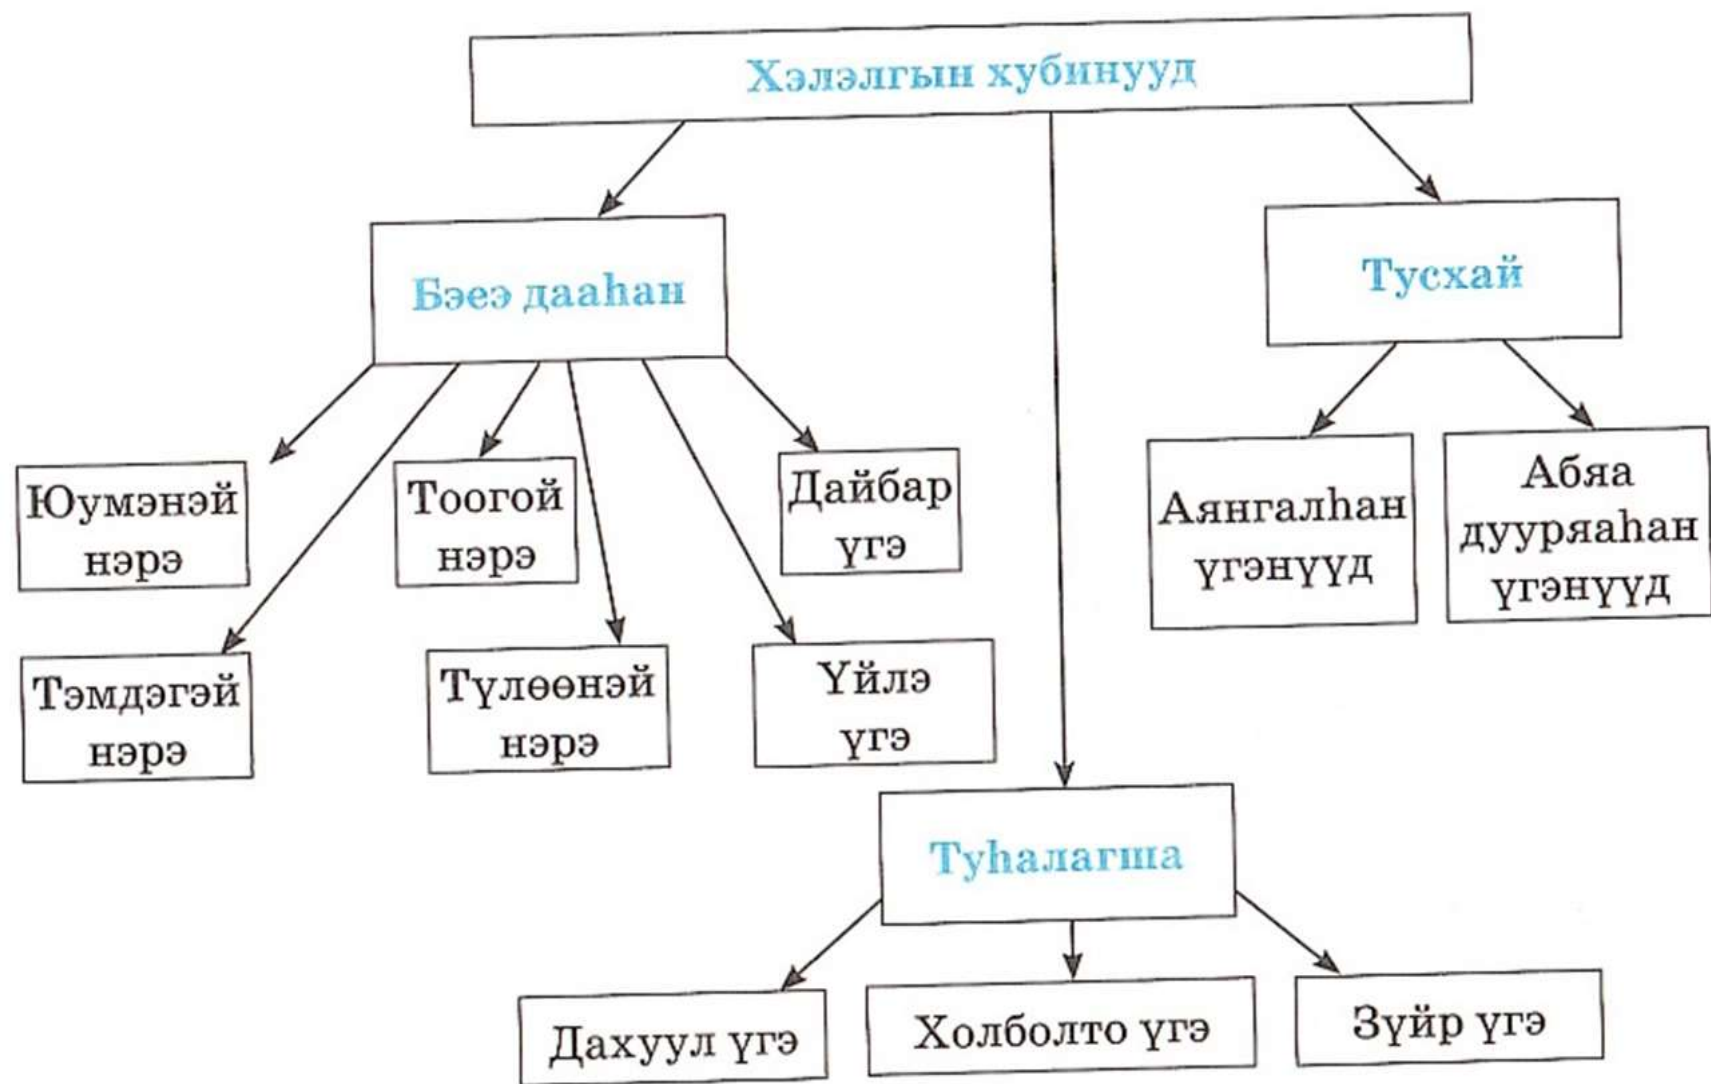 Хэлэлгын хубинууд
Бэеэ дааһан
Тусхай
Юумэнэй
нэрэ
Тоогой
нэрэ
Дайбар
үгэ
Аянгалһан
үгэнүүд
Абяа
дууряаһан
үгэнүүд
Тэмдэгэй
нэрэ
Түлөөнэй
нэрэ
Үйлэ
үгэ
Туһалагша
Дахуул үгэ
Холболто үгэ
Зүйр үгэ